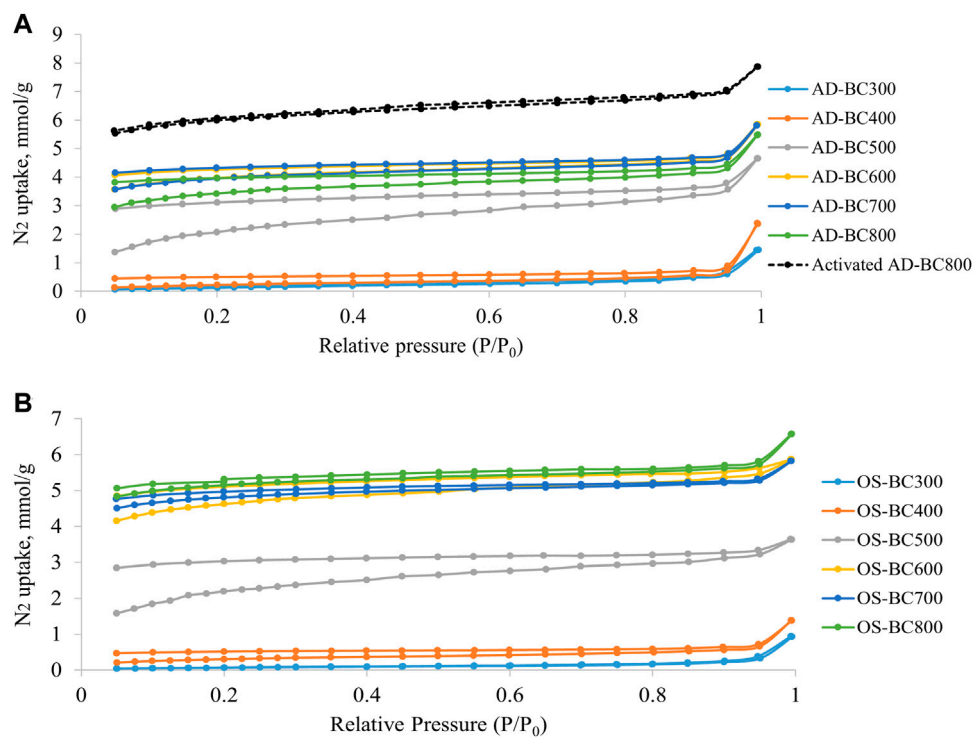 A
9
8
7
6
5
4
3
2
1
0
N2 uptake, mmol/g
0
0.2
0.4
0.6
0.8
1
Relative pressure (P/P0)
AD-BC300
AD-BC400
AD-BC500
AD-BC600
AD-BC700
AD-BC800
Activated AD-BC800
B
7
6
5
4
3
2
1
0
N2 uptake, mmol/g
0
0.2
0.4
0.6
0.8
1
Relative Pressure (P/P0)
OS-BC300
OS-BC400
OS-BC500
OS-BC600
OS-BC700
OS-BC800